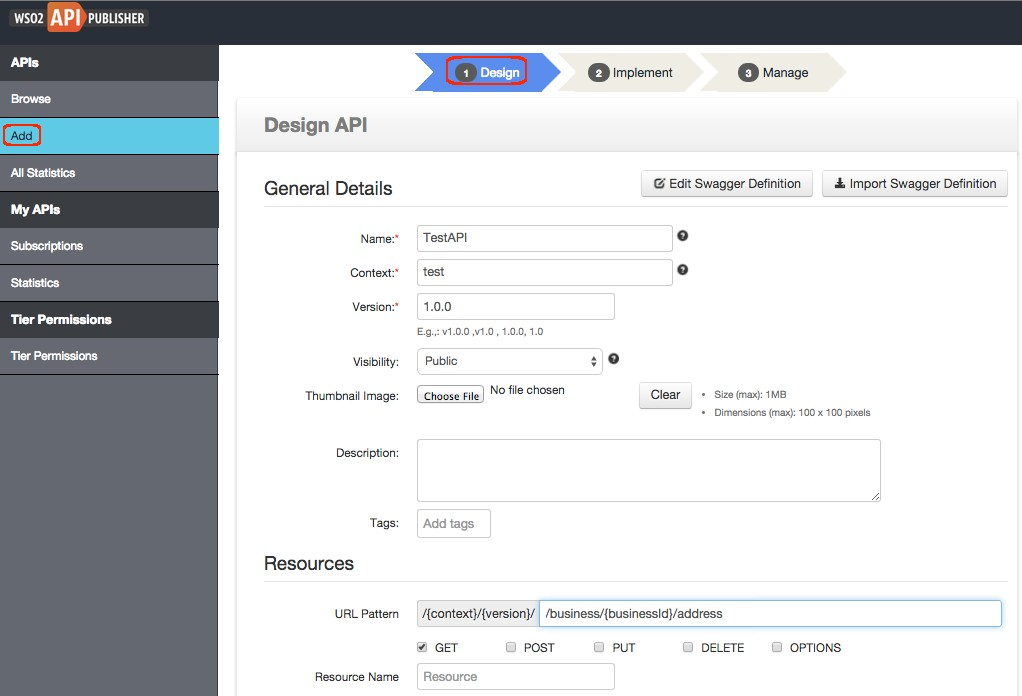 WSO2 API PUBLISHER
APIs
Browse
Add
All Statistics
My APIs
Subscriptions
Statistics
Tier Permissions
Tier Permissions
1 Design
2 Implement
3 Manage
Design API
General Details
Edit Swagger Definition
Import Swagger Definition
Name:* TestAPI ?
Context:* test ?
Version:* 1.0.0
E.g.,: v1.0.0 ,v1.0 , 1.0.0, 1.0
Visibility: Public ?
Thumbnail Image: Choose File No file chosen Clear • Size (max): 1MB
• Dimensions (max): 100 x 100 pixels
Description:
Tags: Add tags
Resources
URL Pattern /{context}/{version}/ /business/{businessId}/address
GET POST PUT DELETE OPTIONS
Resource Name Resource